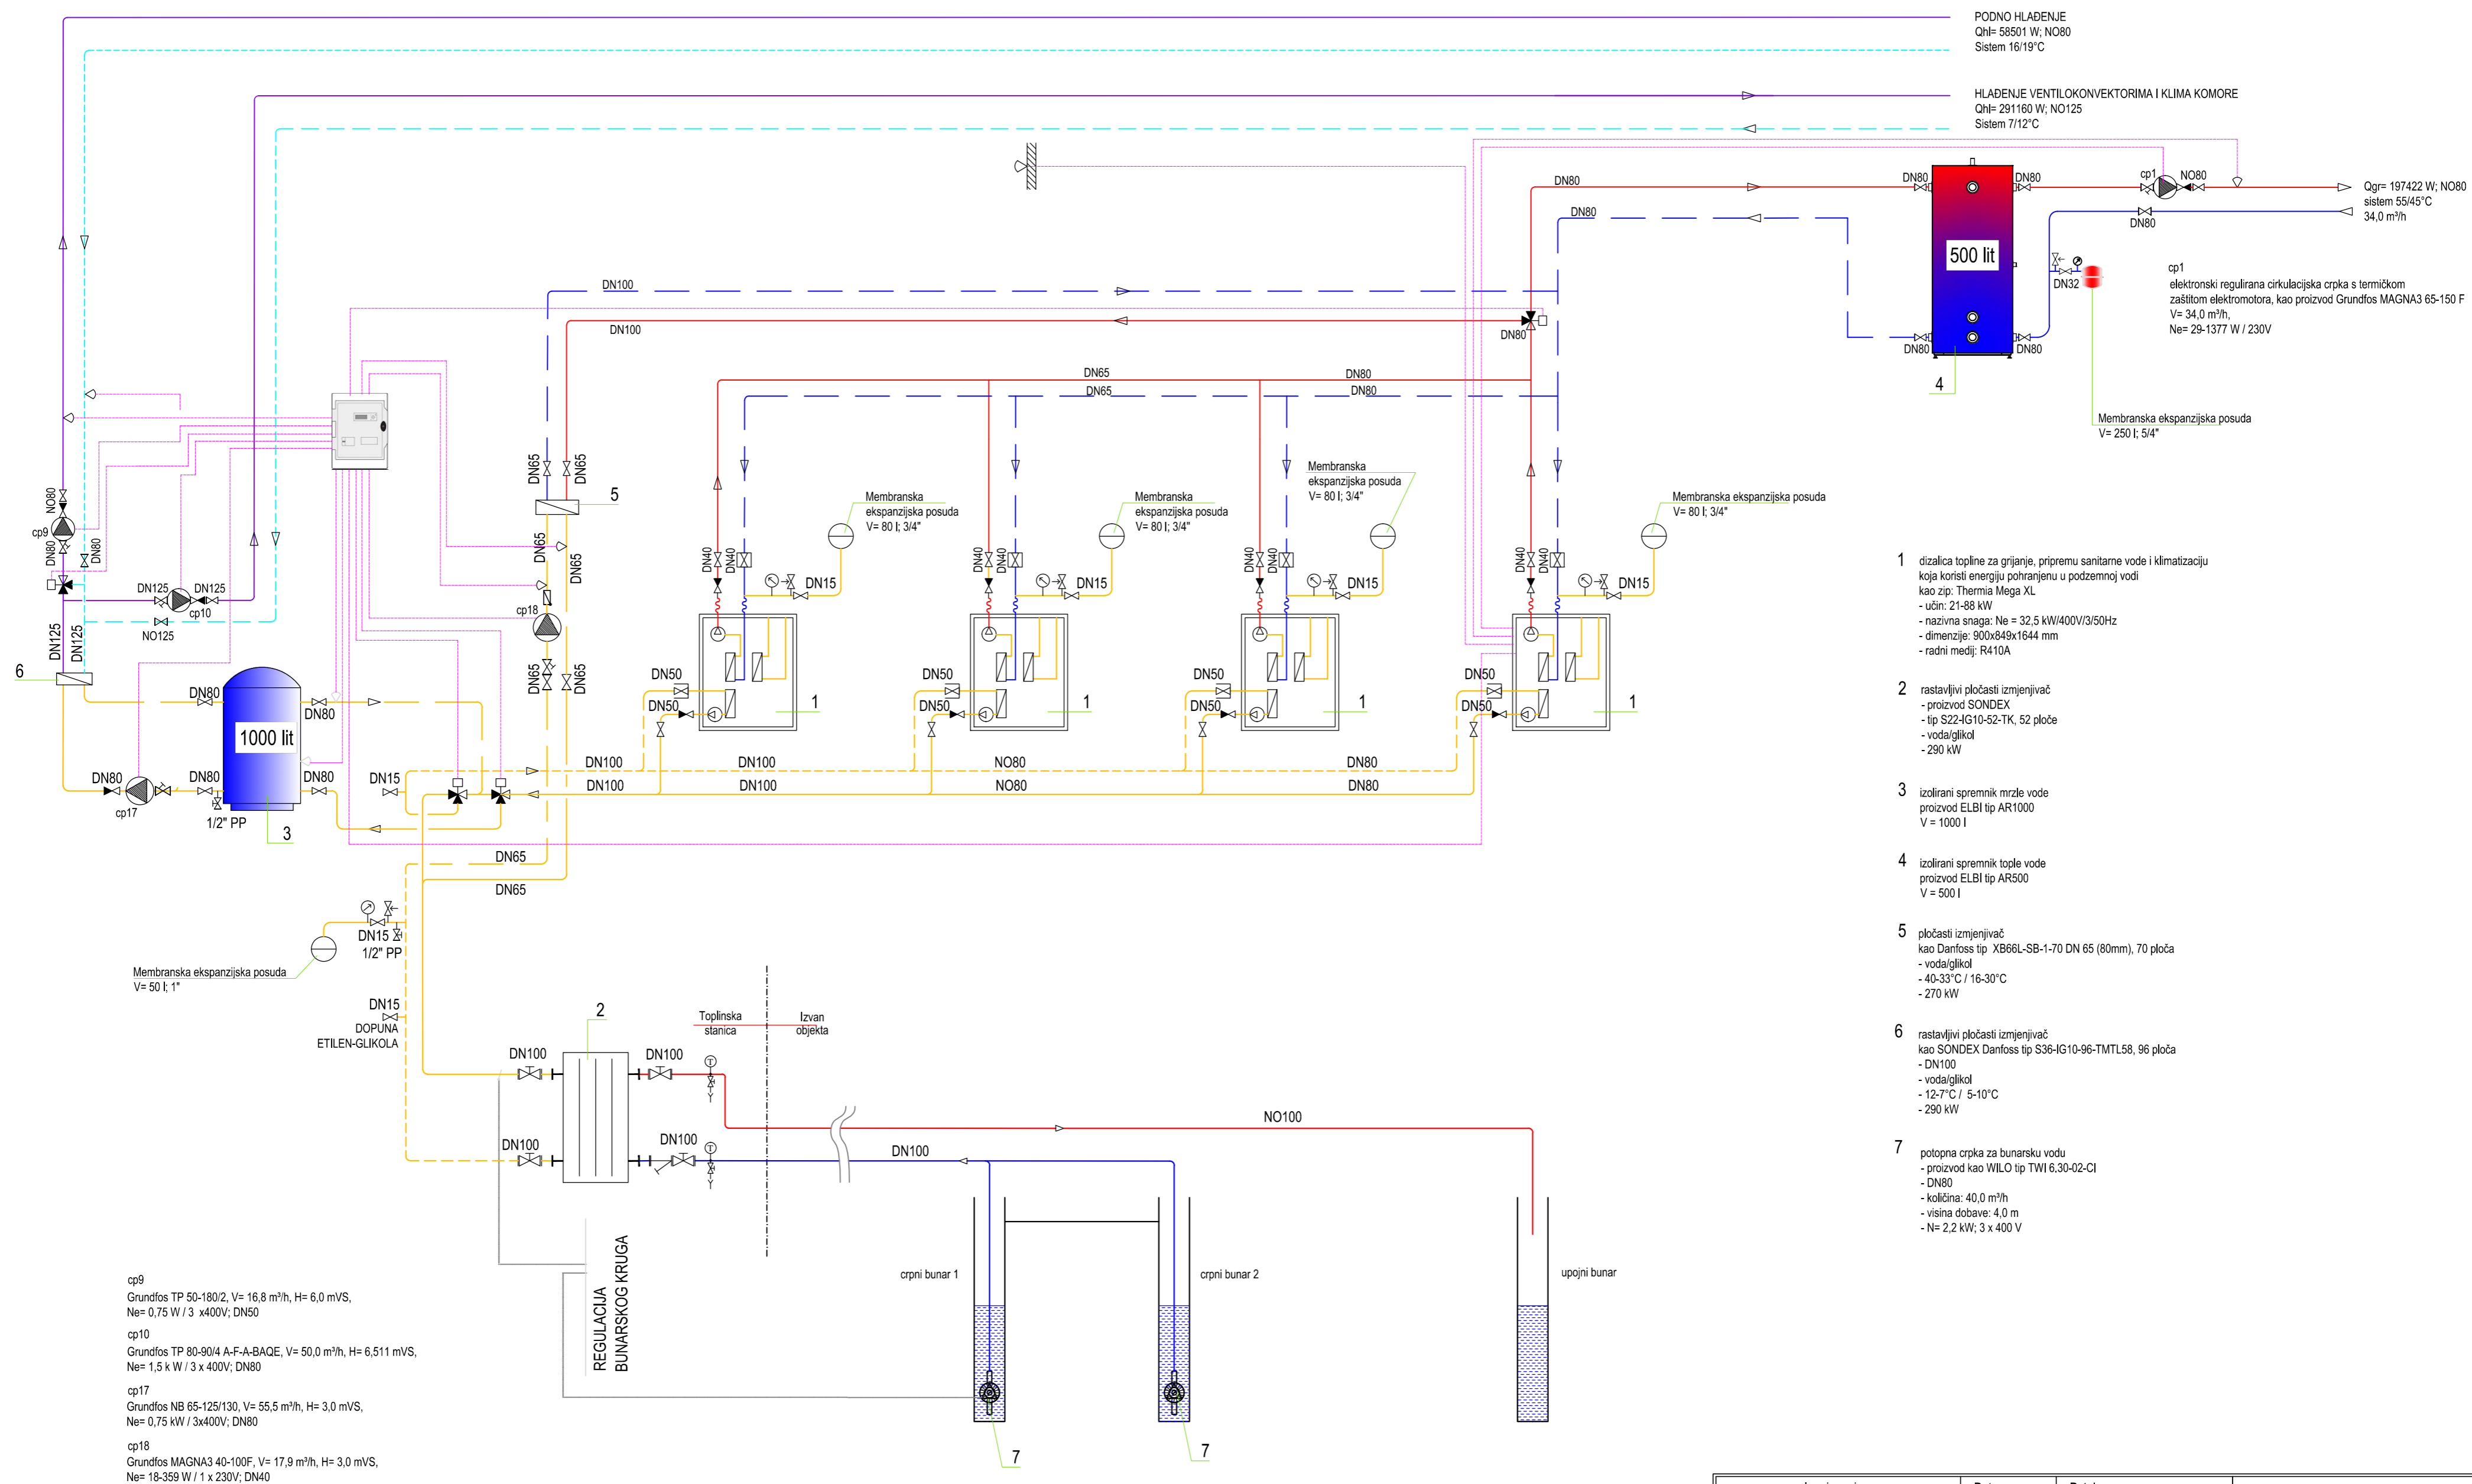 PODNO HLAĐENJE
Qhl= 58501 W; NO80
Sistem 16/19°C
HLAĐENJE VENTILOKONVEKTORIMA I KLIMA KOMORE
Qhl= 291160 W; NO125
Sistem 7/12°C
DN80
DN80
DN80
cp1
NO80
DN80
Qgr= 197422 W; NO80
sistem 55/45°C
34,0 m³/h
DN80
DN80
500 lit
DN32
DN80
DN80
4
cp1
elektronski regulirana cirkulacijska crpka s termičkom
zaštitom elektromotora, kao proizvod Grundfos MAGNA3 65-150 F
V= 34,0 m³/h,
Ne= 29-1377 W / 230V
Membranska ekspanzijska posuda
V= 250 l; 5/4"
DN100
DN100
DN80
DN65
DN80
DN65
DN80
DN65
DN65
5
DN65
DN65
cp18
DN65
DN65
NO80
cp9
DN80
DN80
DN125
DN125
cp10
NO125
DN125
DN125
6
Membranska
ekspanzijska posuda
V= 80 l; 3/4"
Membranska
ekspanzijska posuda
V= 80 l; 3/4"
Membranska
ekspanzijska posuda
V= 80 l; 3/4"
Membranska ekspanzijska posuda
V= 80 l; 3/4"
DN40
DN40
DN15
DN40
DN40
DN15
DN40
DN40
DN15
DN40
DN40
DN15
DN50
DN50
1
DN50
DN50
1
DN50
DN50
1
DN50
DN50
1
DN80
DN80
1000 lit
DN80
DN80
DN80
cp17
1/2" PP
3
DN15
DN100
DN100
NO80
DN80
DN100
DN100
NO80
DN80
DN65
DN65
DN15
1/2" PP
Membranska ekspanzijska posuda
V= 50 l; 1"
DN15
DOPUNA
ETILEN-GLIKOLA
2
Toplinska
stanica
Izvan
objekta
DN100
DN100
T
DN100
DN100
T
DN100
NO100
REGULACIJA
BUNARSKOG KRUGA
crpni bunar 1
crpni bunar 2
upojni bunar
7
7
cp9
Grundfos TP 50-180/2, V= 16,8 m³/h, H= 6,0 mVS,
Ne= 0,75 W / 3 x400V; DN50
cp10
Grundfos TP 80-90/4 A-F-A-BAQE, V= 50,0 m³/h, H= 6,511 mVS,
Ne= 1,5 k W / 3 x 400V; DN80
cp17
Grundfos NB 65-125/130, V= 55,5 m³/h, H= 3,0 mVS,
Ne= 0,75 kW / 3x400V; DN80
cp18
Grundfos MAGNA3 40-100F, V= 17,9 m³/h, H= 3,0 mVS,
Ne= 18-359 W / 1 x 230V; DN40
1 dizalica topline za grijanje, pripremu sanitarne vode i klimatizaciju
koja koristi energiju pohranjenu u podzemnoj vodi
kao zip: Thermia Mega XL
- učin: 21-88 kW
- nazivna snaga: Ne = 32,5 kW/400V/3/50Hz
- dimenzije: 900x849x1644 mm
- radni medij: R410A
2 rastavljivi pločasti izmjenjivač
- proizvod SONDEX
- tip S22-IG10-52-TK, 52 ploče
- voda/glikol
- 290 kW
3 izolirani spremnik mrzle vode
proizvod ELBI tip AR1000
V = 1000 l
4 izolirani spremnik tople vode
proizvod ELBI tip AR500
V = 500 l
5 pločasti izmjenjivač
kao Danfoss tip XB66L-SB-1-70 DN 65 (80mm), 70 ploča
- voda/glikol
- 40-33°C / 16-30°C
- 270 kW
6 rastavljivi pločasti izmjenjivač
kao SONDEX Danfoss tip S36-IG10-96-TMTL58, 96 ploča
- DN100
- voda/glikol
- 12-7°C / 5-10°C
- 290 kW
7 potopna crpka za bunarsku vodu
- proizvod kao WILO tip TWI 6,30-02-CI
- DN80
- količina: 40,0 m³/h
- visina dobave: 4,0 m
- N= 2,2 kW; 3 x 400 V